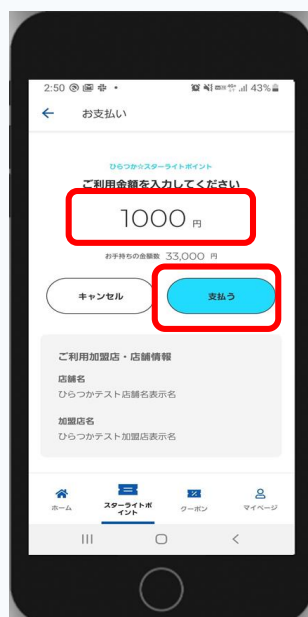 2:50
43%
お支払い
ひらつか☆スターライトポイント
ご利用金額を入力してください
1000 円
お手持ちの金額数 33,000 円
キャンセル
支払う
ご利用加盟店・店舗情報
店舗名
ひらつかテスト店舗名表示名
加盟店名
ひらつかテスト加盟店表示名
ホーム
スターライトポ
イント
クーポン
マイページ